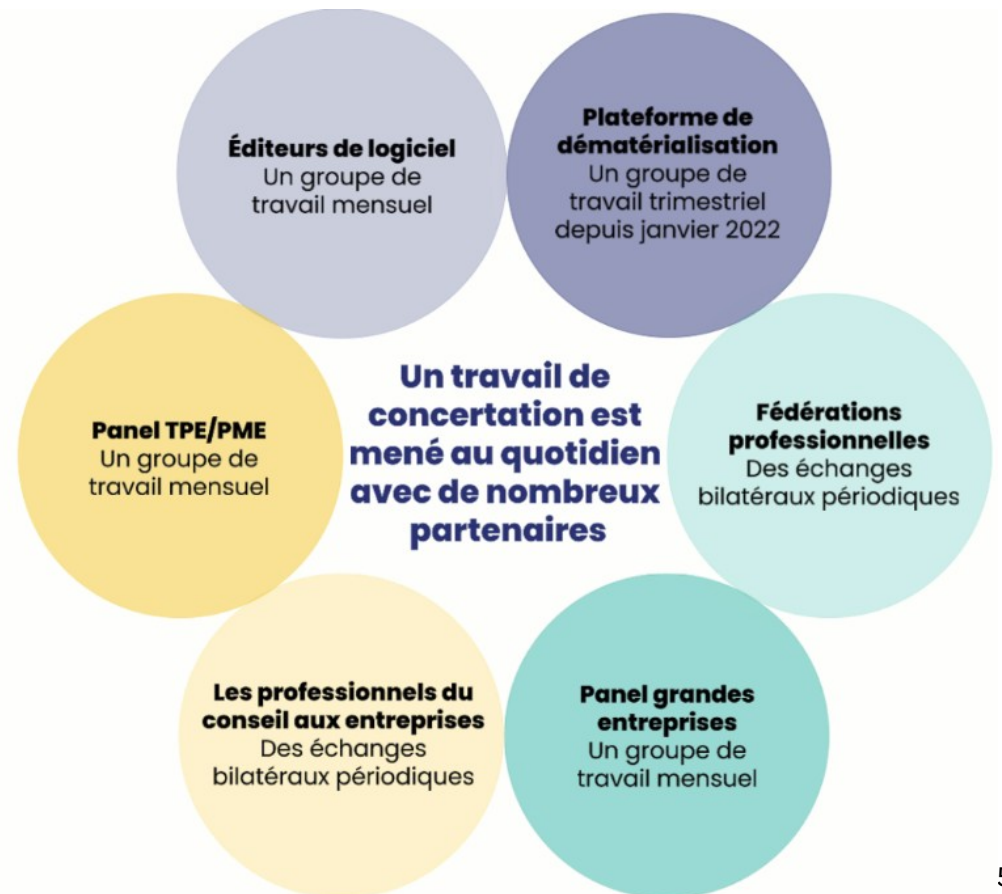 Éditeurs de logiciel
Un groupe de
travail mensuel
Plateforme de
dématérialisation
Un groupe de
travail trimestriel
depuis janvier 2022
Panel TPE/PME
Un groupe de
travail mensuel
Un travail de
concertation est
mené au quotidien
avec de nombreux
partenaires
Fédérations
professionnelles
Des échanges
bilatéraux périodiques
Les professionnels du
conseil aux entreprises
Des échanges
bilatéraux périodiques
Panel grandes
entreprises
Un groupe de
travail mensuel